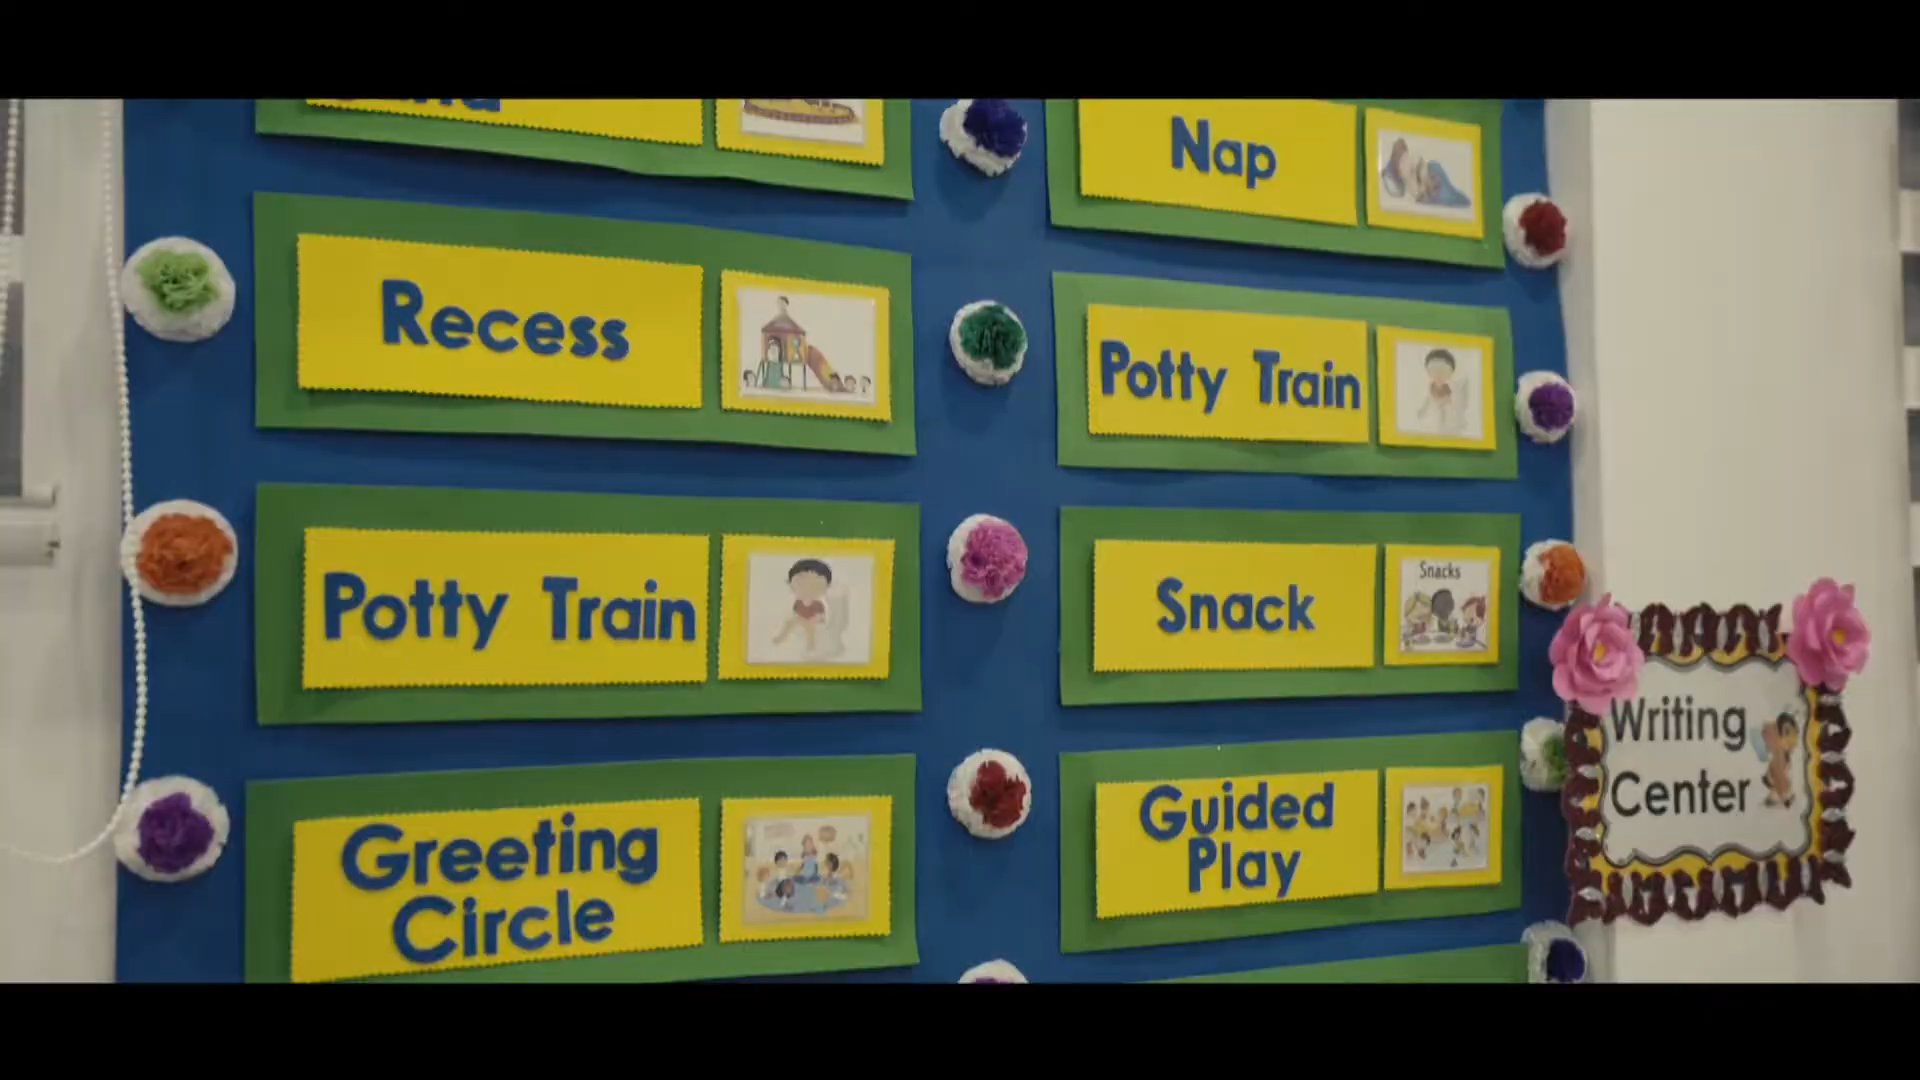 Recess
Potty Train
Greeting
Circle
Nap
Potty Train
Snack
Snacks
Guided
Play
Writing
Center